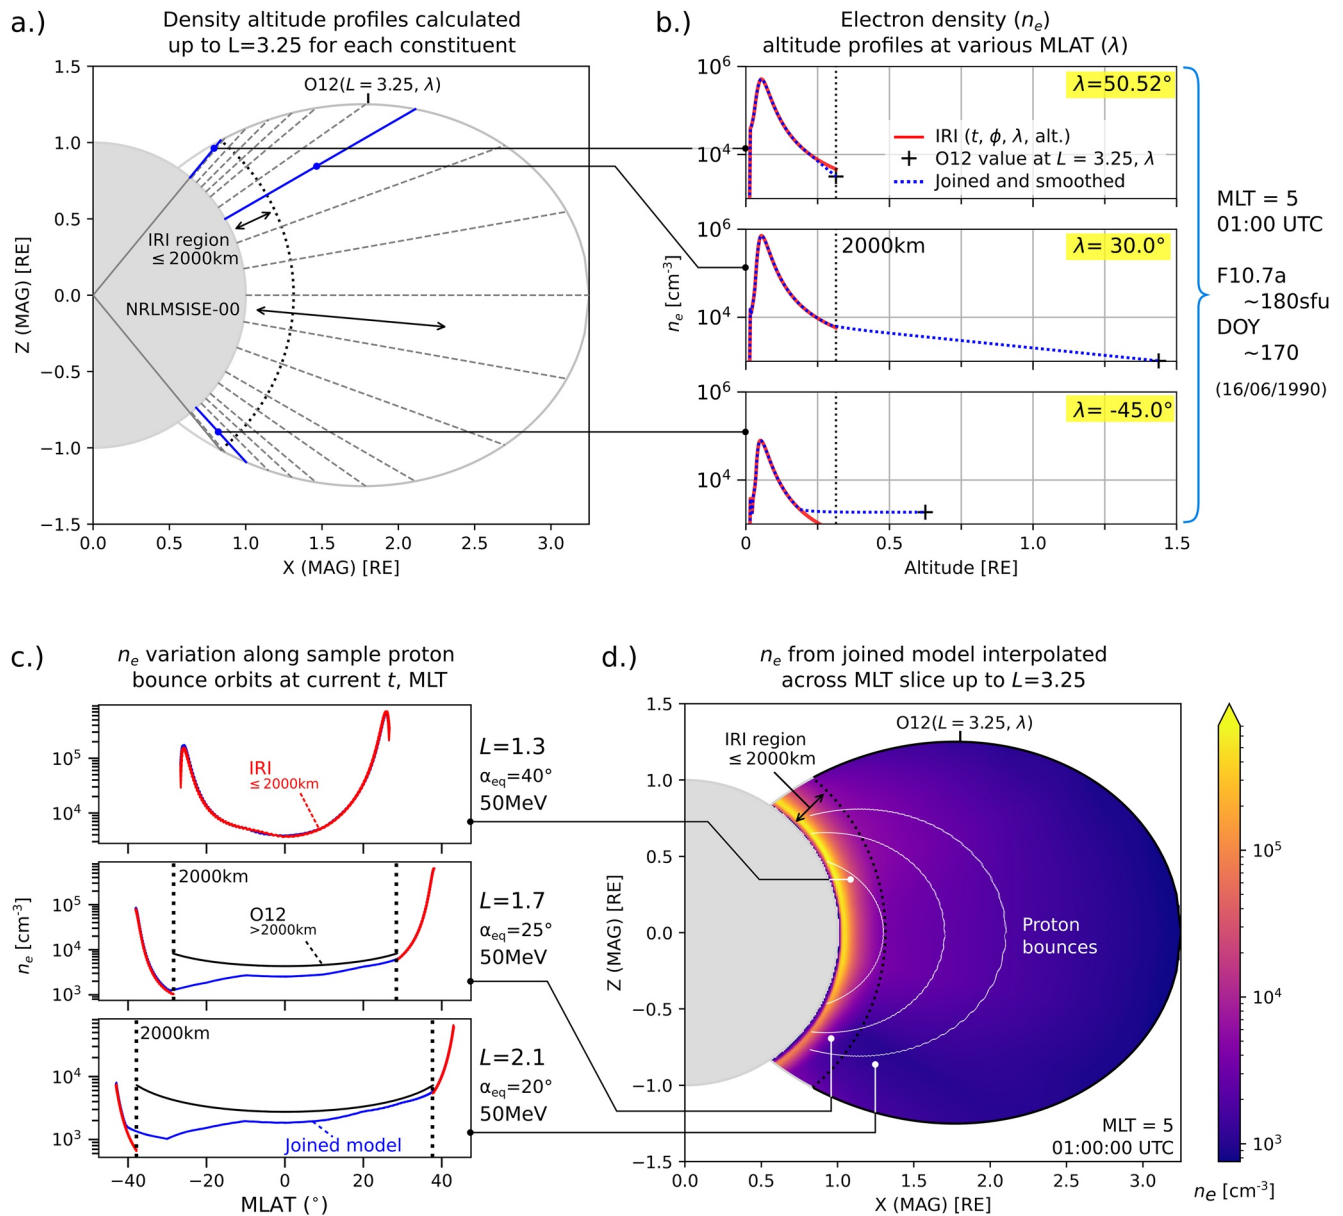 a.)
Density altitude profiles calculated
up to L=3.25 for each constituent
1.5
1.0
0.5
0.0
−0.5
−1.0
−1.5
Z (MAG) [RE]
O12(L = 3.25, λ)
IRI region
≤ 2000km
NRLMSISE-00
0.0
0.5
1.0
1.5
2.0
2.5
3.0
X (MAG) [RE]
b.)
Electron density (nₑ)
altitude profiles at various MLAT (λ)
10⁶
10⁴
λ=50.52°
IRI (t, ϕ, λ, alt.)
O12 value at L = 3.25, λ
Joined and smoothed
10⁶
10⁴
nₑ [cm⁻³]
2000km
λ= 30.0°
10⁶
10⁴
λ= -45.0°
0
0.5
1.0
1.5
Altitude [RE]
MLT = 5
01:00 UTC
F10.7a
~180sfu
DOY
~170
(16/06/1990)
c.)
nₑ variation along sample proton
bounce orbits at current t, MLT
10⁵
10⁴
IRI
≤ 2000km
L=1.3
αeq=40°
50MeV
10⁵
10⁴
10³
nₑ [cm⁻³]
2000km
O12
>2000km
L=1.7
αeq=25°
50MeV
10⁴
10³
2000km
Joined model
L=2.1
αeq=20°
50MeV
−40
−20
0
20
40
MLAT (°)
d.)
nₑ from joined model interpolated
across MLT slice up to L=3.25
1.5
1.0
0.5
0.0
−0.5
−1.0
−1.5
Z (MAG) [RE]
O12(L = 3.25, λ)
IRI region
≤ 2000km
Proton
bounces
MLT = 5
01:00:00 UTC
0.0
0.5
1.0
1.5
2.0
2.5
3.0
X (MAG) [RE]
10⁵
10⁴
10³
nₑ [cm⁻³]